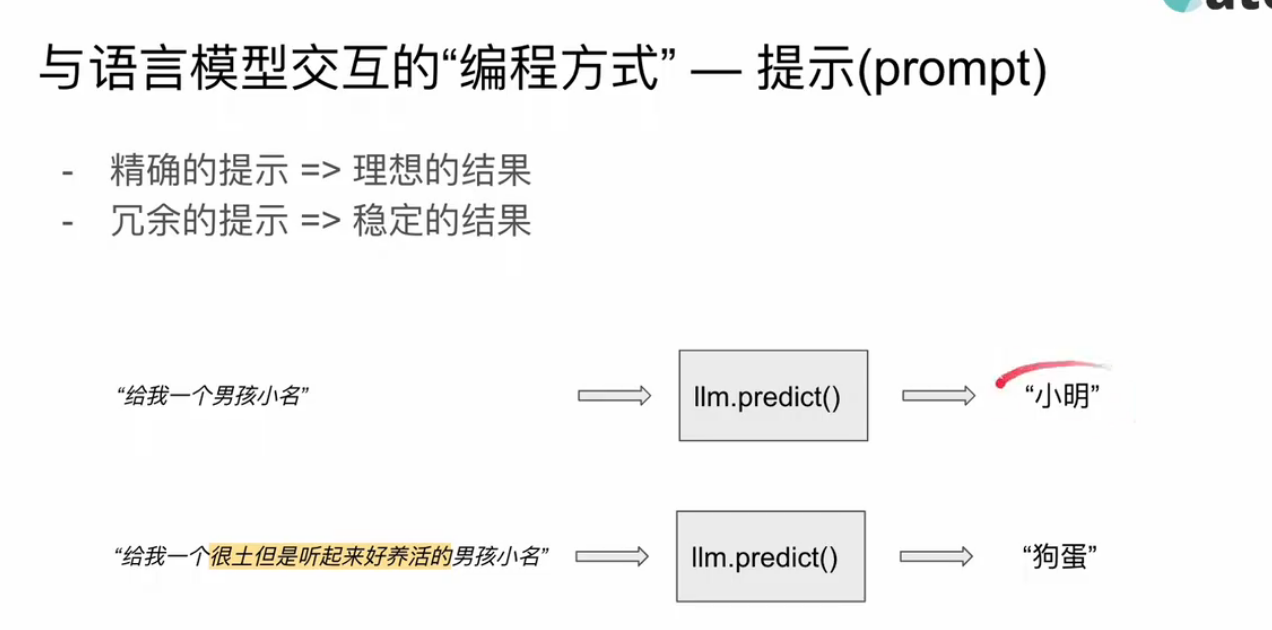 与语言模型交互的“编程方式” — 提示(prompt)
- 精确的提示 => 理想的结果
- 冗余的提示 => 稳定的结果
“给我一个男孩小名”
llm.predict()
“小明”
“给我一个很土但是听起来好养活的男孩小名”
llm.predict()
“狗蛋”